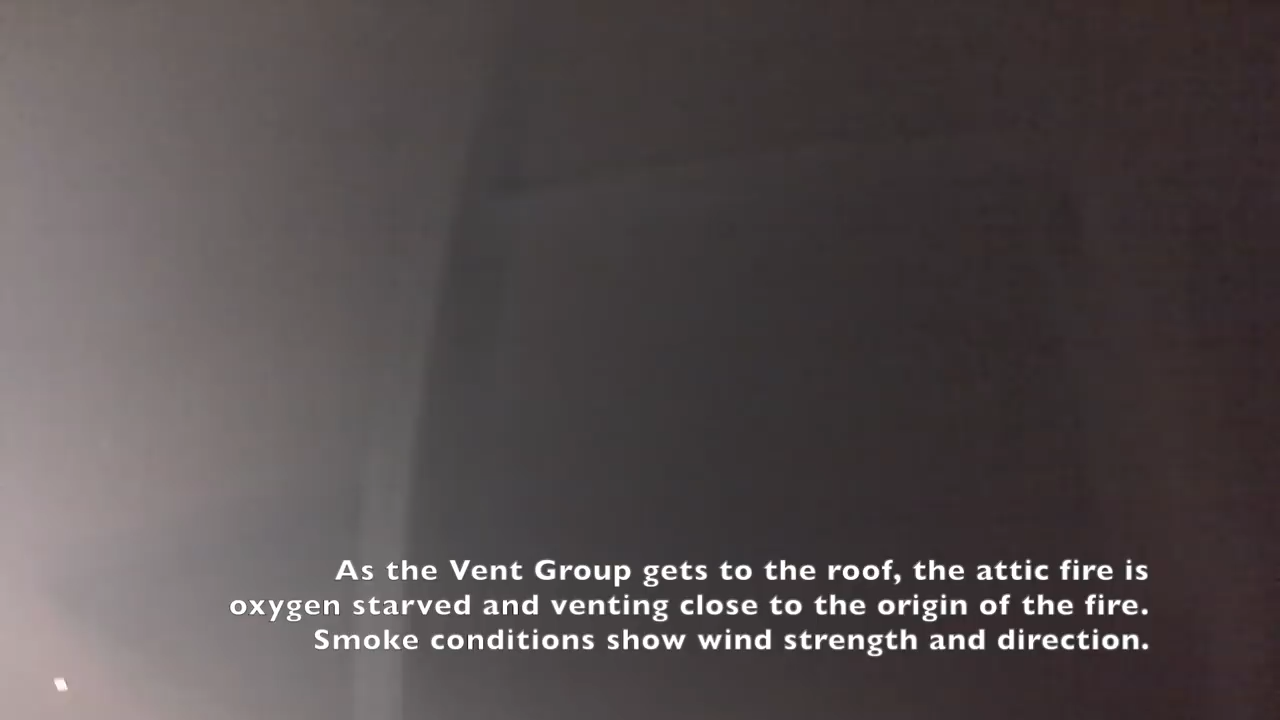 As the Vent Group gets to the roof, the attic fire is
oxygen starved and venting close to the origin of the fire.
Smoke conditions show wind strength and direction.